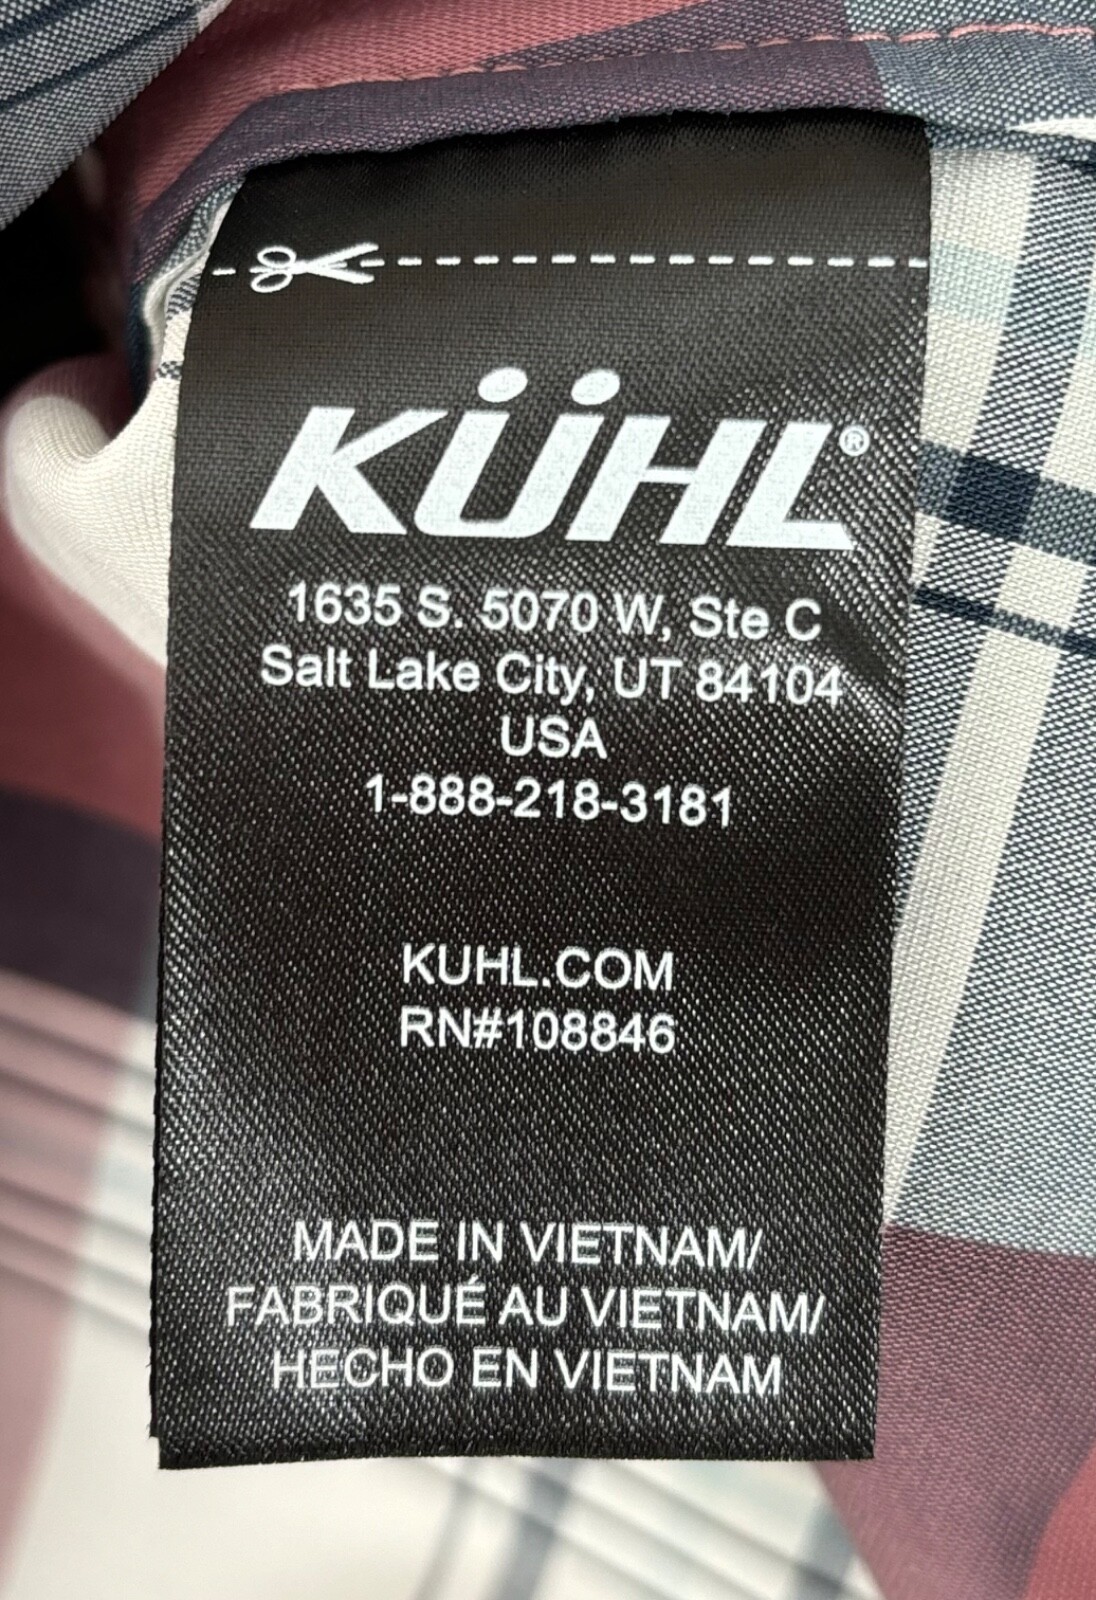 KÜHL®
1635 S. 5070 W, Ste C
Salt Lake City, UT 84104
USA
1-888-218-3181
KUHL.COM
RN#108846
MADE IN VIETNAM/
FABRIQUÉ AU VIETNAM/
HECHO EN VIETNAM